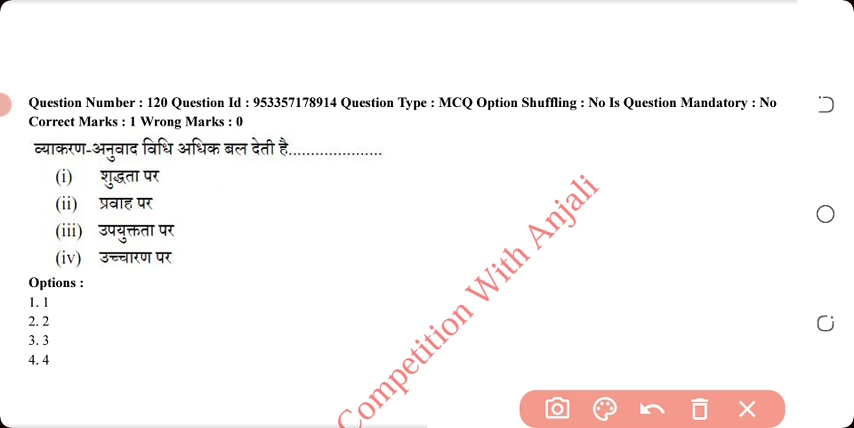 Question Number : 120 Question Id : 953357178914 Question Type : MCQ Option Shuffling : No Is Question Mandatory : No
Correct Marks : 1 Wrong Marks : 0
व्याकरण-अनुवाद विधि अधिक बल देती है.....................
(i) शुद्धता पर
(ii) प्रवाह पर
(iii) उपयुक्तता पर
(iv) उच्चारण पर
Options :
1. 1
2. 2
3. 3
4. 4
Competition With Anjali